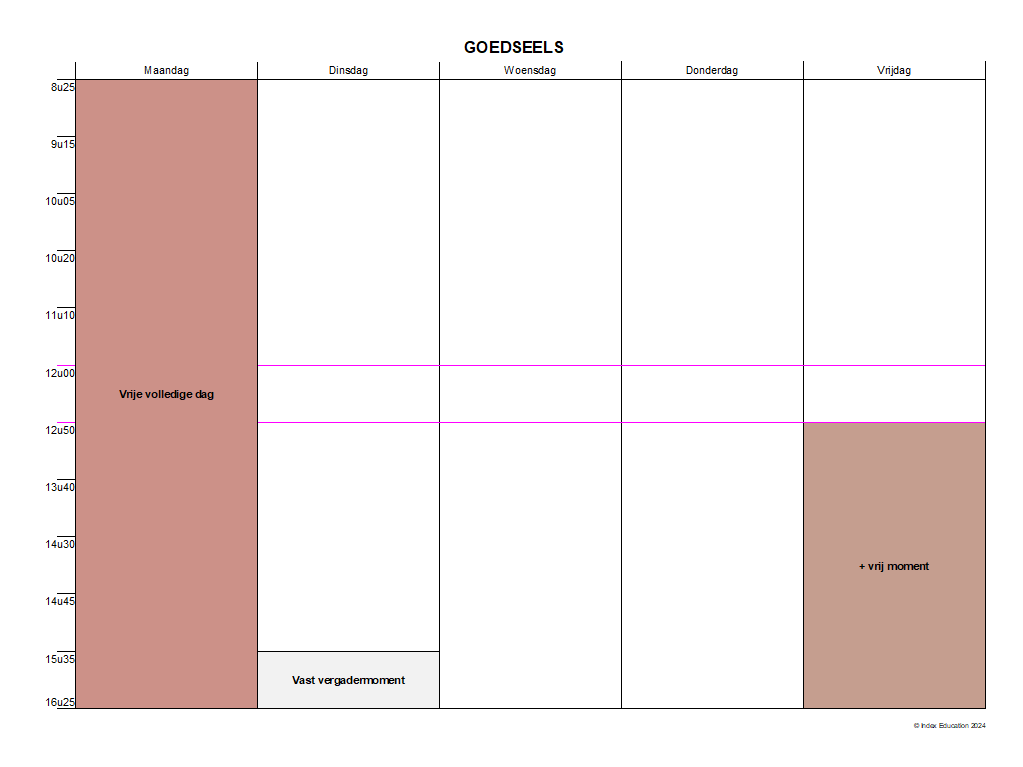 GOEDSEELS
Maandag Dinsdag Woensdag Donderdag Vrijdag
8u25
9u15
10u05
10u20
11u10
12u00
Vrije volledige dag
12u50
13u40
14u30
+ vrij moment
14u45
15u35
Vast vergadermoment
16u25
© Index Education 2024